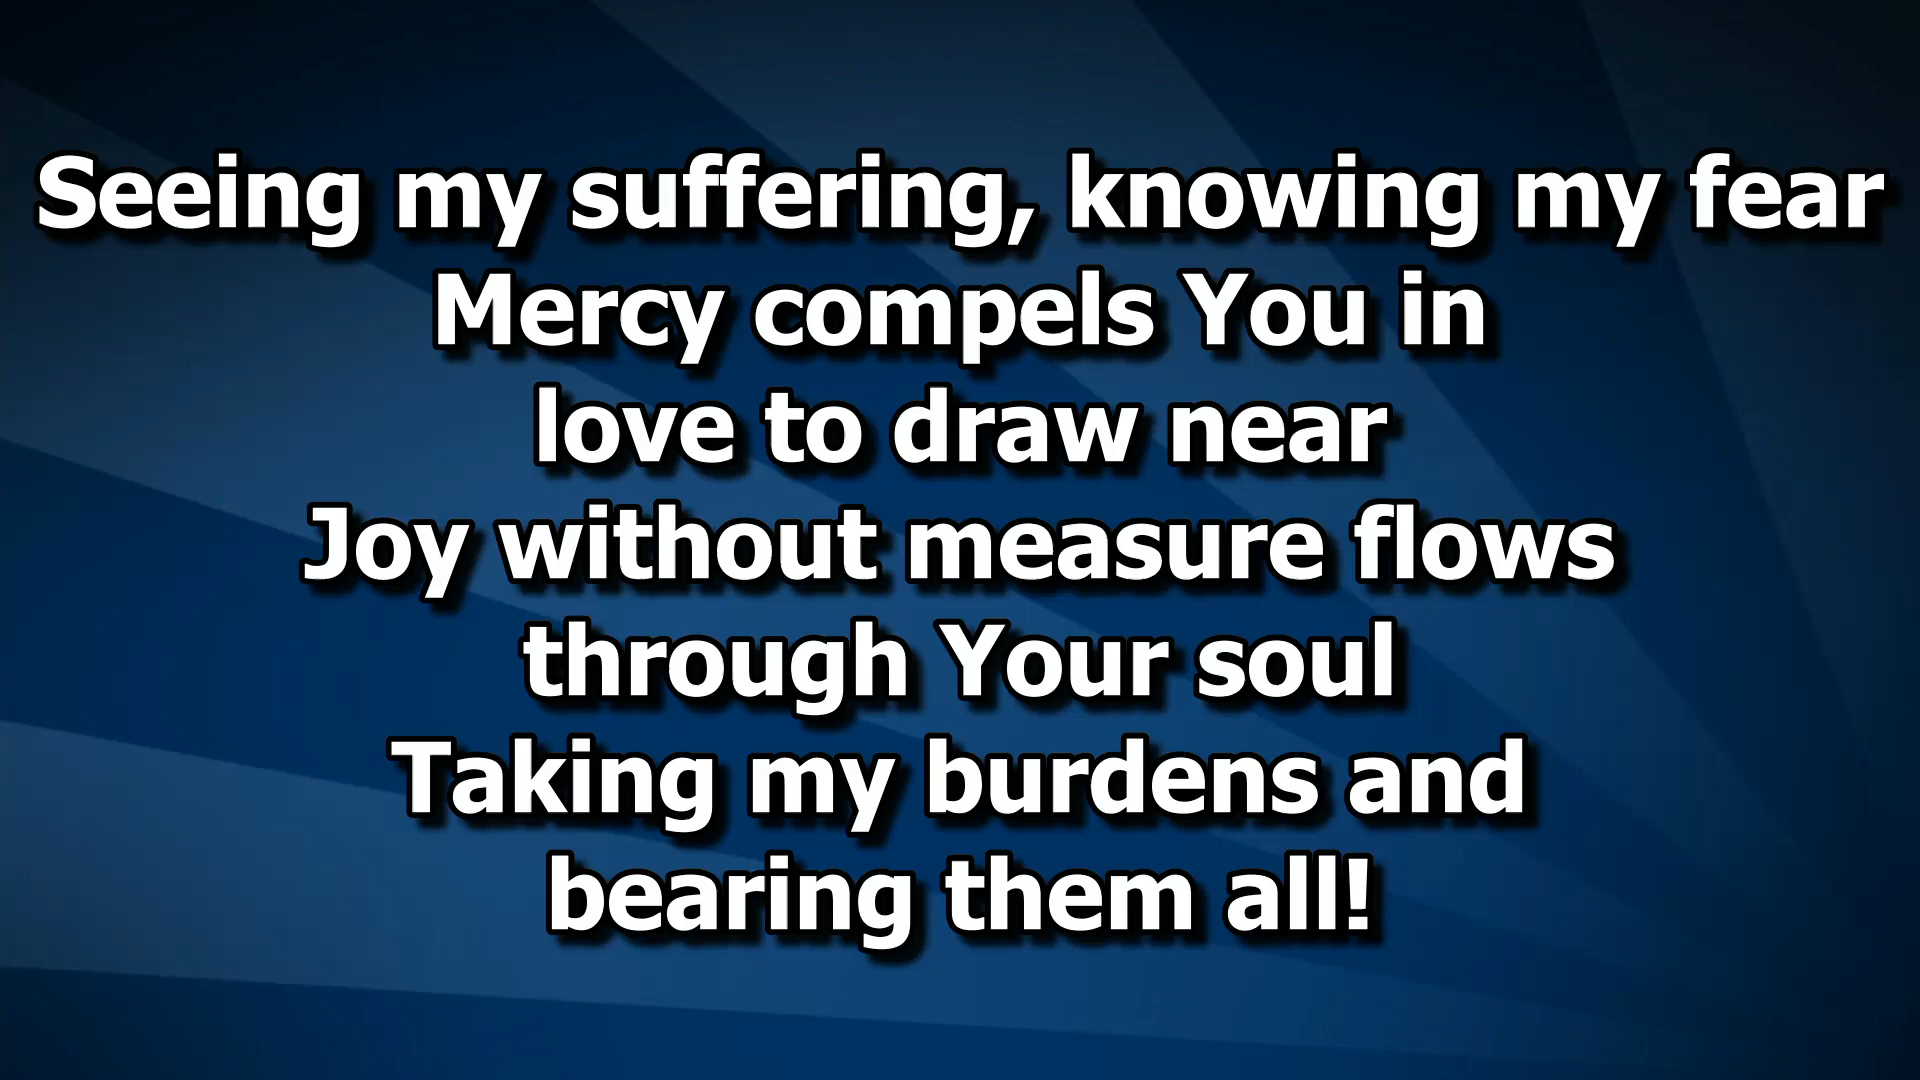 Seeing my suffering, knowing my fear
Mercy compels You in
love to draw near
Joy without measure flows
through Your soul
Taking my burdens and
bearing them all!